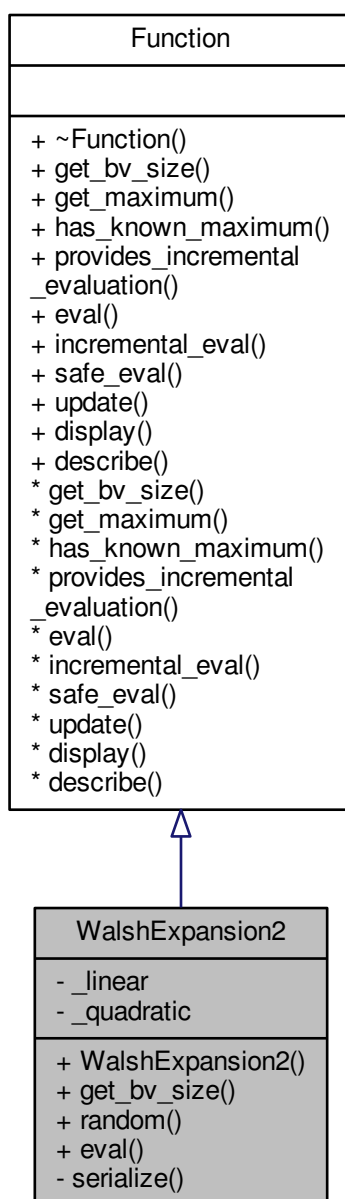 Function
+ ~Function()
+ get_bv_size()
+ get_maximum()
+ has_known_maximum()
+ provides_incremental
_evaluation()
+ eval()
+ incremental_eval()
+ safe_eval()
+ update()
+ display()
+ describe()
* get_bv_size()
* get_maximum()
* has_known_maximum()
* provides_incremental
_evaluation()
* eval()
* incremental_eval()
* safe_eval()
* update()
* display()
* describe()
WalshExpansion2
- _linear
- _quadratic
+ WalshExpansion2()
+ get_bv_size()
+ random()
+ eval()
- serialize()